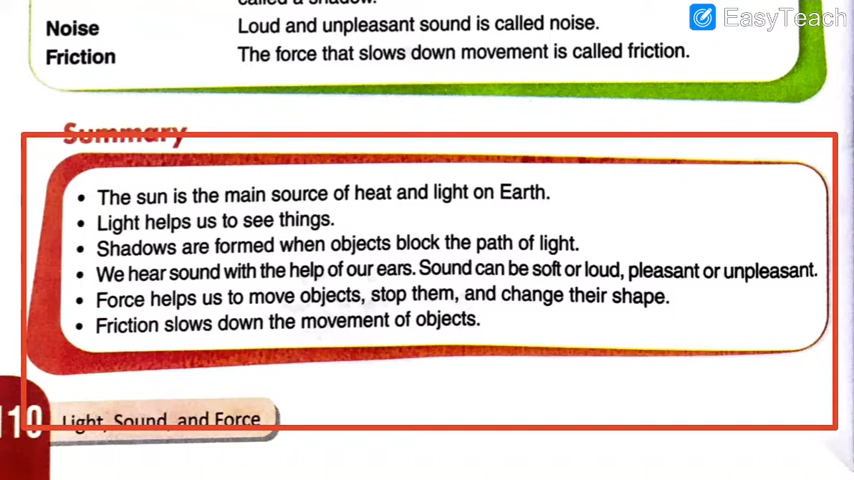 called a shadow.
Noise Loud and unpleasant sound is called noise.
Friction The force that slows down movement is called friction.
EasyTeach
Summary
• The sun is the main source of heat and light on Earth.
• Light helps us to see things.
• Shadows are formed when objects block the path of light.
• We hear sound with the help of our ears. Sound can be soft or loud, pleasant or unpleasant.
• Force helps us to move objects, stop them, and change their shape.
• Friction slows down the movement of objects.
110 Light, Sound, and Force